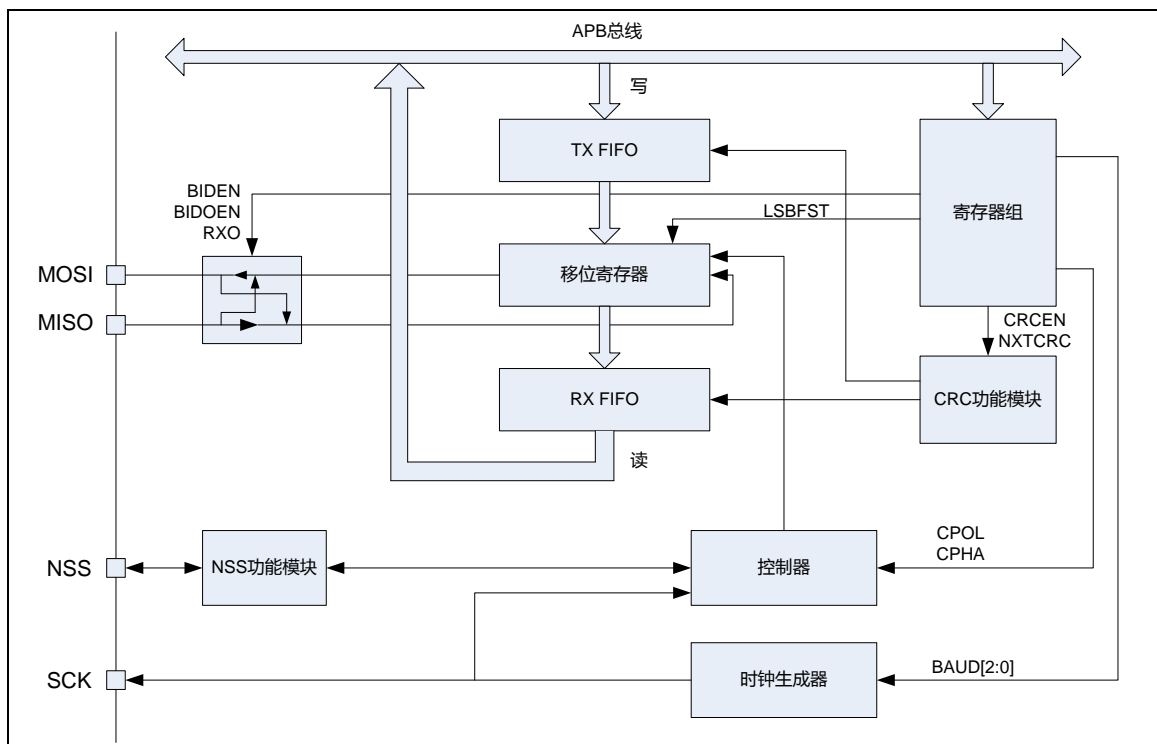 APB总线
写
TX FIFO
BIDEN
BIDOEN
RXO
LSBFST
寄存器组
MOSI
移位寄存器
MISO
CRCEN
NXTCRC
RX FIFO
CRC功能模块
读
NSS
NSS功能模块
控制器
CPOL
CPHA
SCK
时钟生成器
BAUD[2:0]